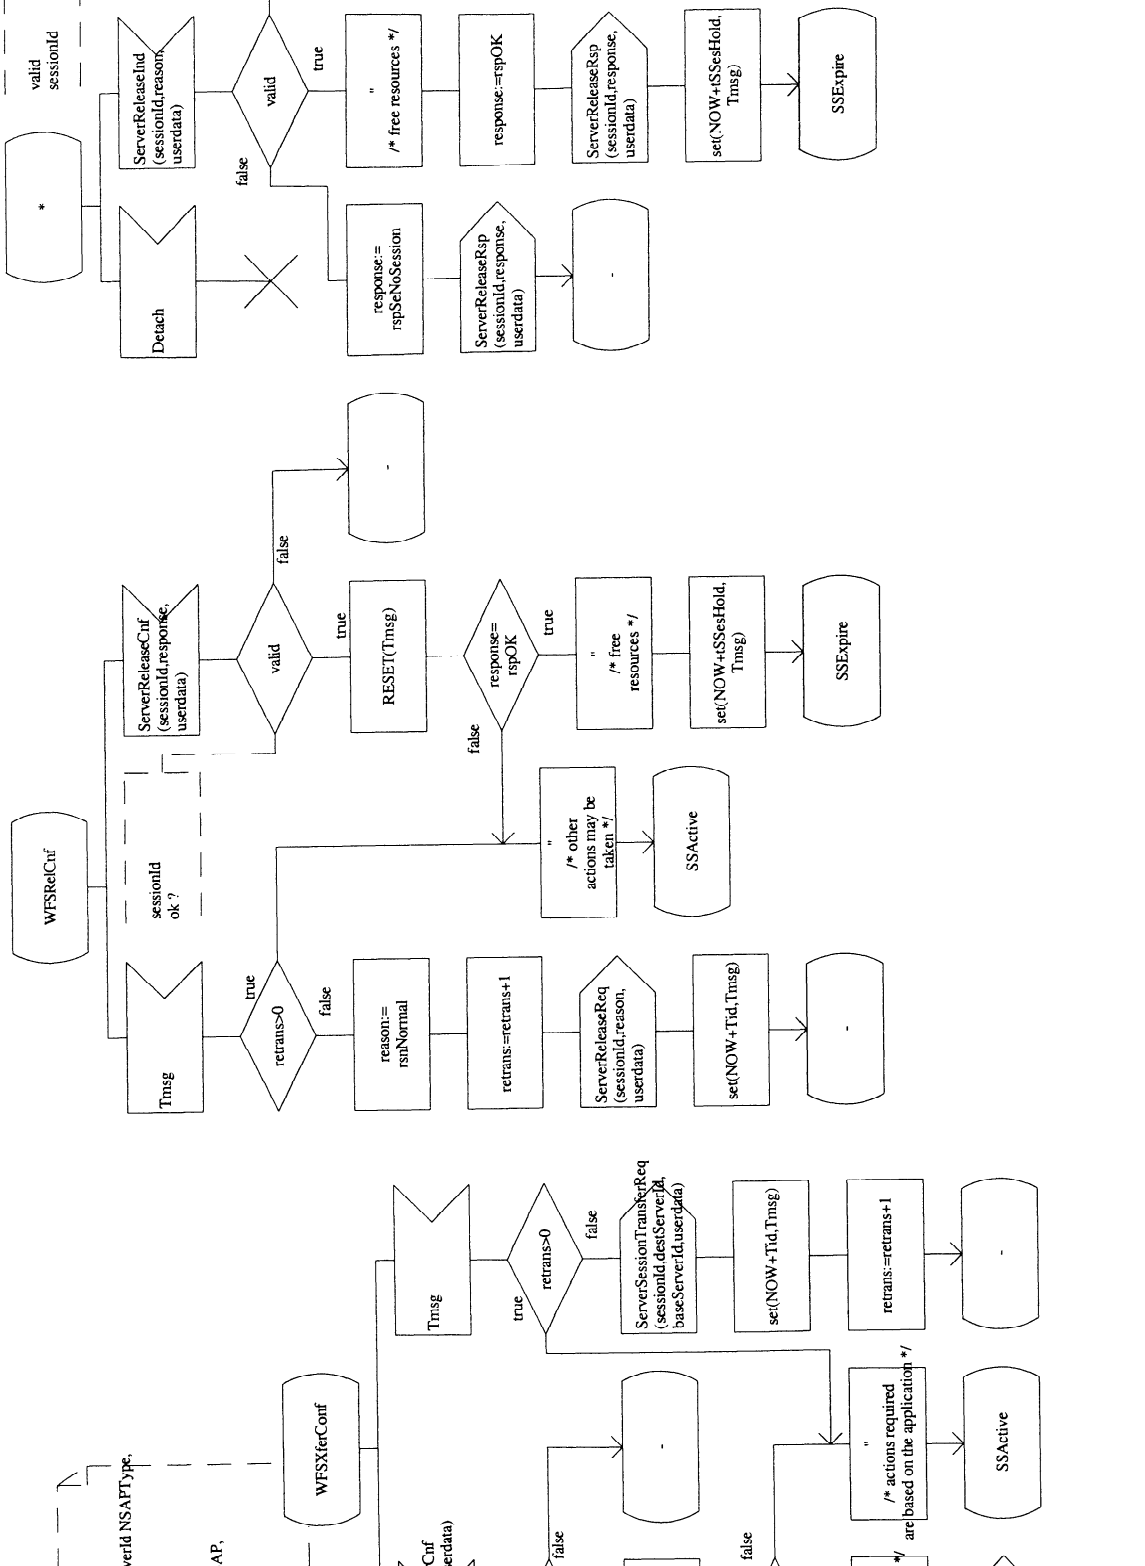 valid
sessionId
*
ServerReleaseInd
(sessionId,reason,
userdata)
Detach
valid
true
false
"
/* free resources */
response:=rspOK
ServerReleaseRsp
(sessionId,response,
userdata)
set(NOW+tSSesHold,
Tmsg)
SSExpire
response:=
rspSeNoSession
ServerReleaseRsp
(sessionId,response,
userdata)
-
WFSRelCnf
ServerReleaseCnf
(sessionId,response,
userdata)
sessionId
ok ?
Tmsg
valid
false
true
-
RESET(Tmsg)
response=
rspOK
true
false
"
/* free
resources */
set(NOW+tSSesHold,
Tmsg)
SSExpire
"
/* other
actions may be
taken */
SSActive
retrans>0
true
false
reason:=
rsnNormal
retrans:=retrans+1
ServerReleaseReq
(sessionId,reason,
userdata)
set(NOW+Tid,Tmsg)
-
WFSXferConf
Tmsg
retrans>0
true
false
ServerSessionTransferReq
(sessionId,destServerId,
baseServerId,userdata)
set(NOW+Tid,Tmsg)
retrans:=retrans+1
-
verId NSAPType,
AP,
Cnf
erdata)
false
-
false
"
/* actions required
are based on the application */
SSActive
*/